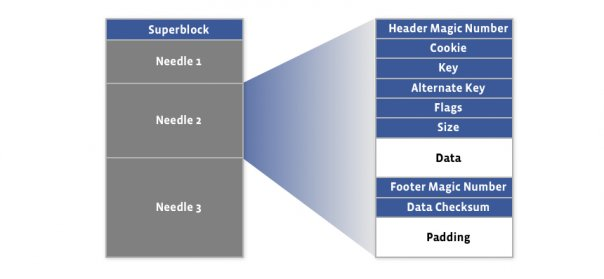 Superblock
Needle 1
Needle 2
Needle 3
Header Magic Number
Cookie
Key
Alternate Key
Flags
Size
Data
Footer Magic Number
Data Checksum
Padding